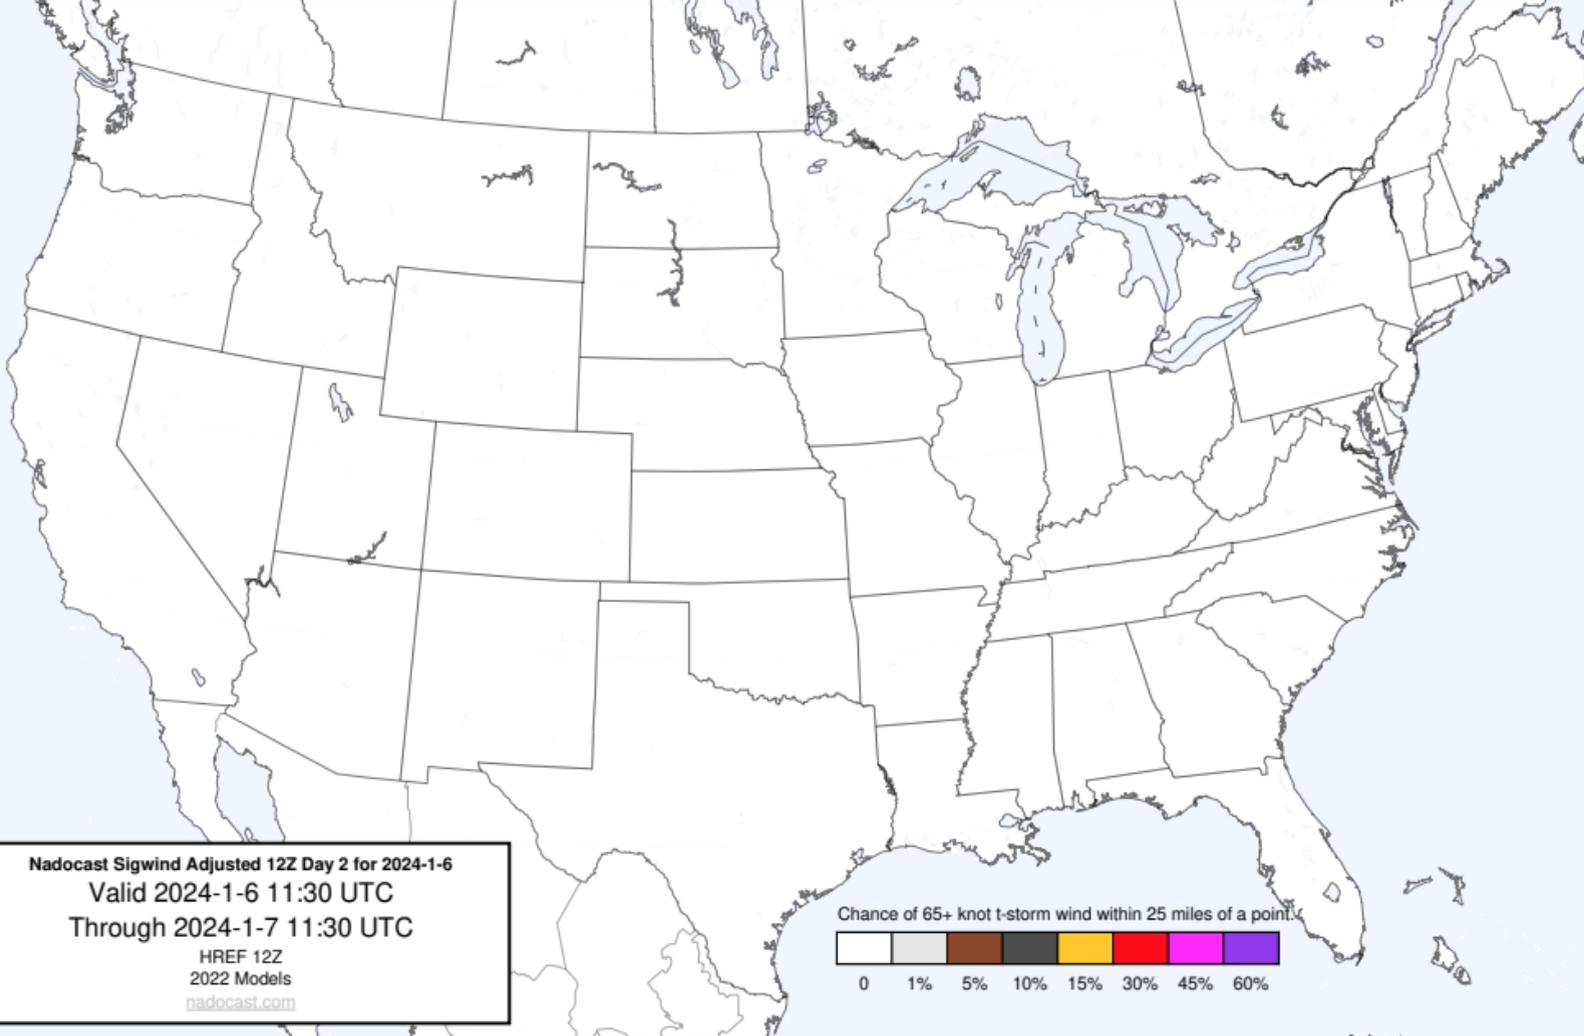 Nadocast Sigwind Adjusted 12Z Day 2 for 2024-1-6
Valid 2024-1-6 11:30 UTC
Through 2024-1-7 11:30 UTC
HREF 12Z
2022 Models
nadocast.com
Chance of 65+ knot t-storm wind within 25 miles of a point.
0 1% 5% 10% 15% 30% 45% 60%